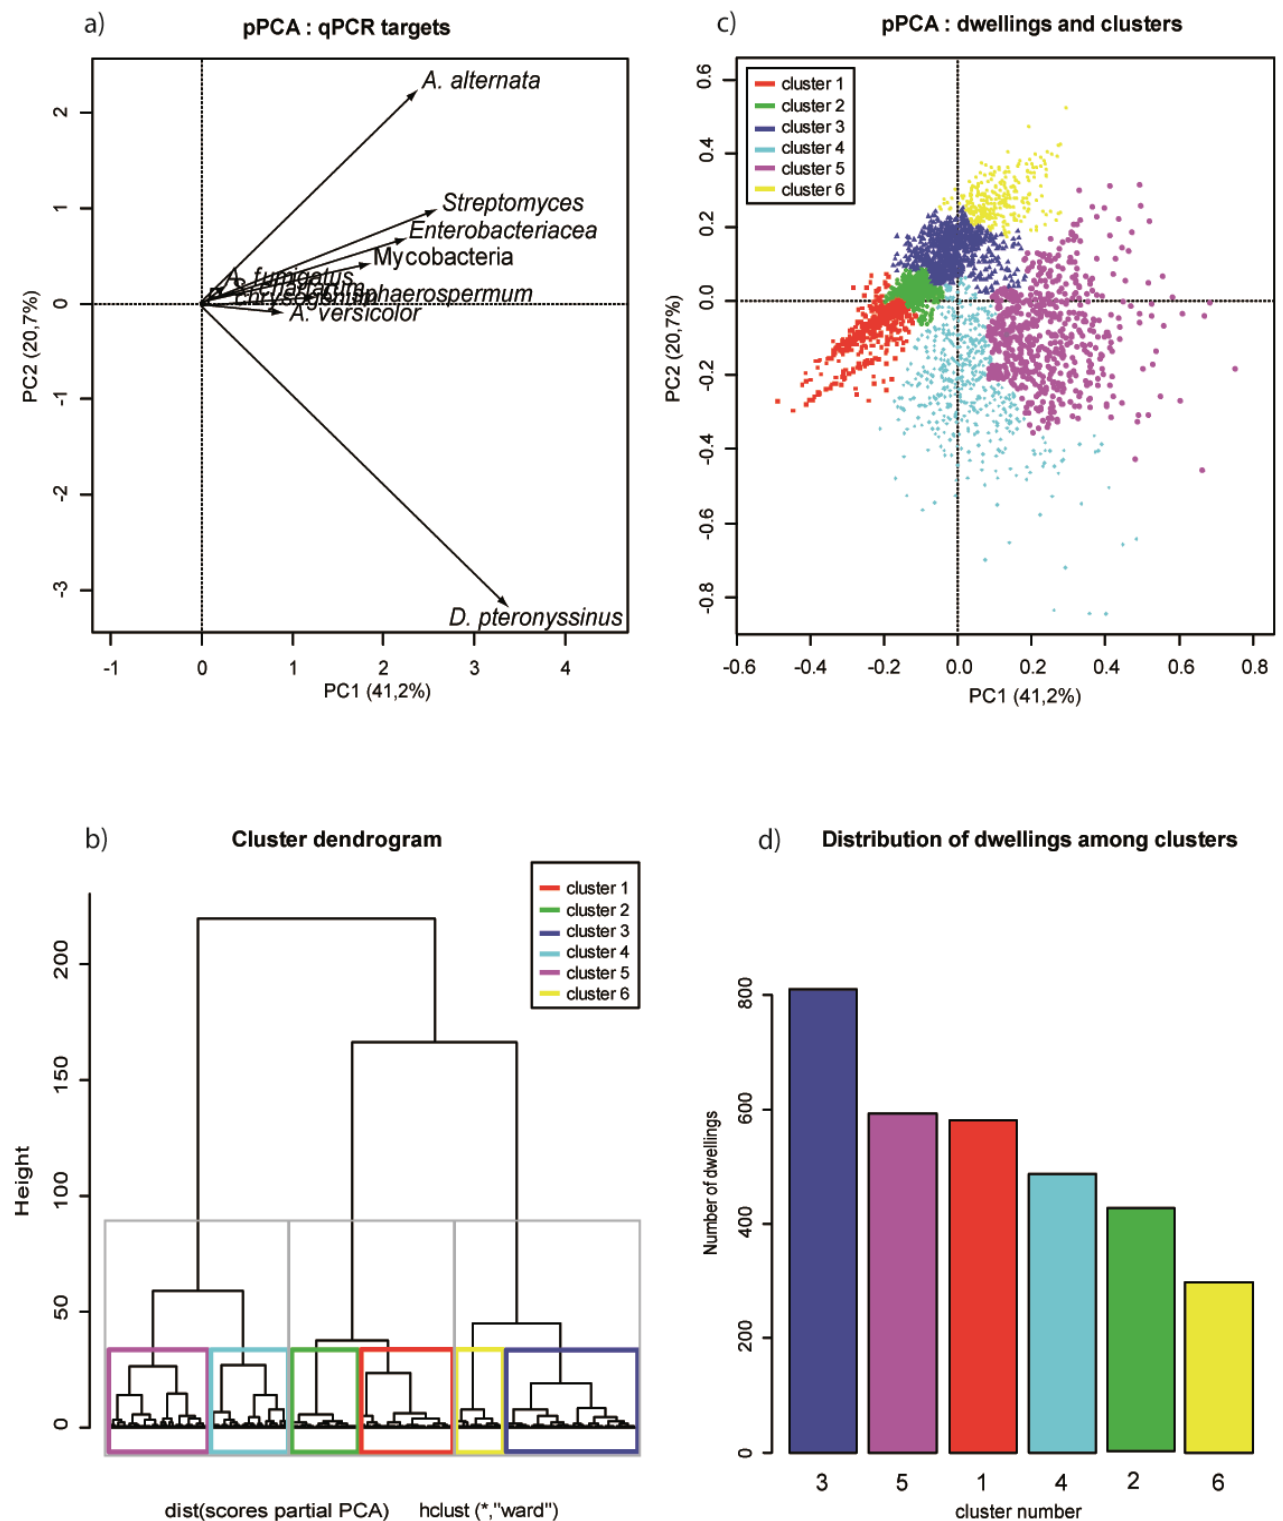 a)
pPCA : qPCR targets
A. alternata
Streptomyces
Enterobacteriacea
Mycobacteria
A. fumigatus
chrysogenum
sphaerospermum
A. versicolor
D. pteronyssinus
2
1
0
-1
-2
-3
PC2 (20,7%)
-1 0 1 2 3 4
PC1 (41,2%)
c)
pPCA : dwellings and clusters
cluster 1
cluster 2
cluster 3
cluster 4
cluster 5
cluster 6
0.6
0.4
0.2
0.0
-0.2
-0.4
-0.6
-0.8
PC2 (20,7%)
-0.6 -0.4 -0.2 0.0 0.2 0.4 0.6 0.8
PC1 (41,2%)
b)
Cluster dendrogram
cluster 1
cluster 2
cluster 3
cluster 4
cluster 5
cluster 6
200
150
100
50
0
Height
dist(scores partial PCA) hclust (*,"ward")
d)
Distribution of dwellings among clusters
800
600
400
200
0
Number of dwellings
3 5 1 4 2 6
cluster number